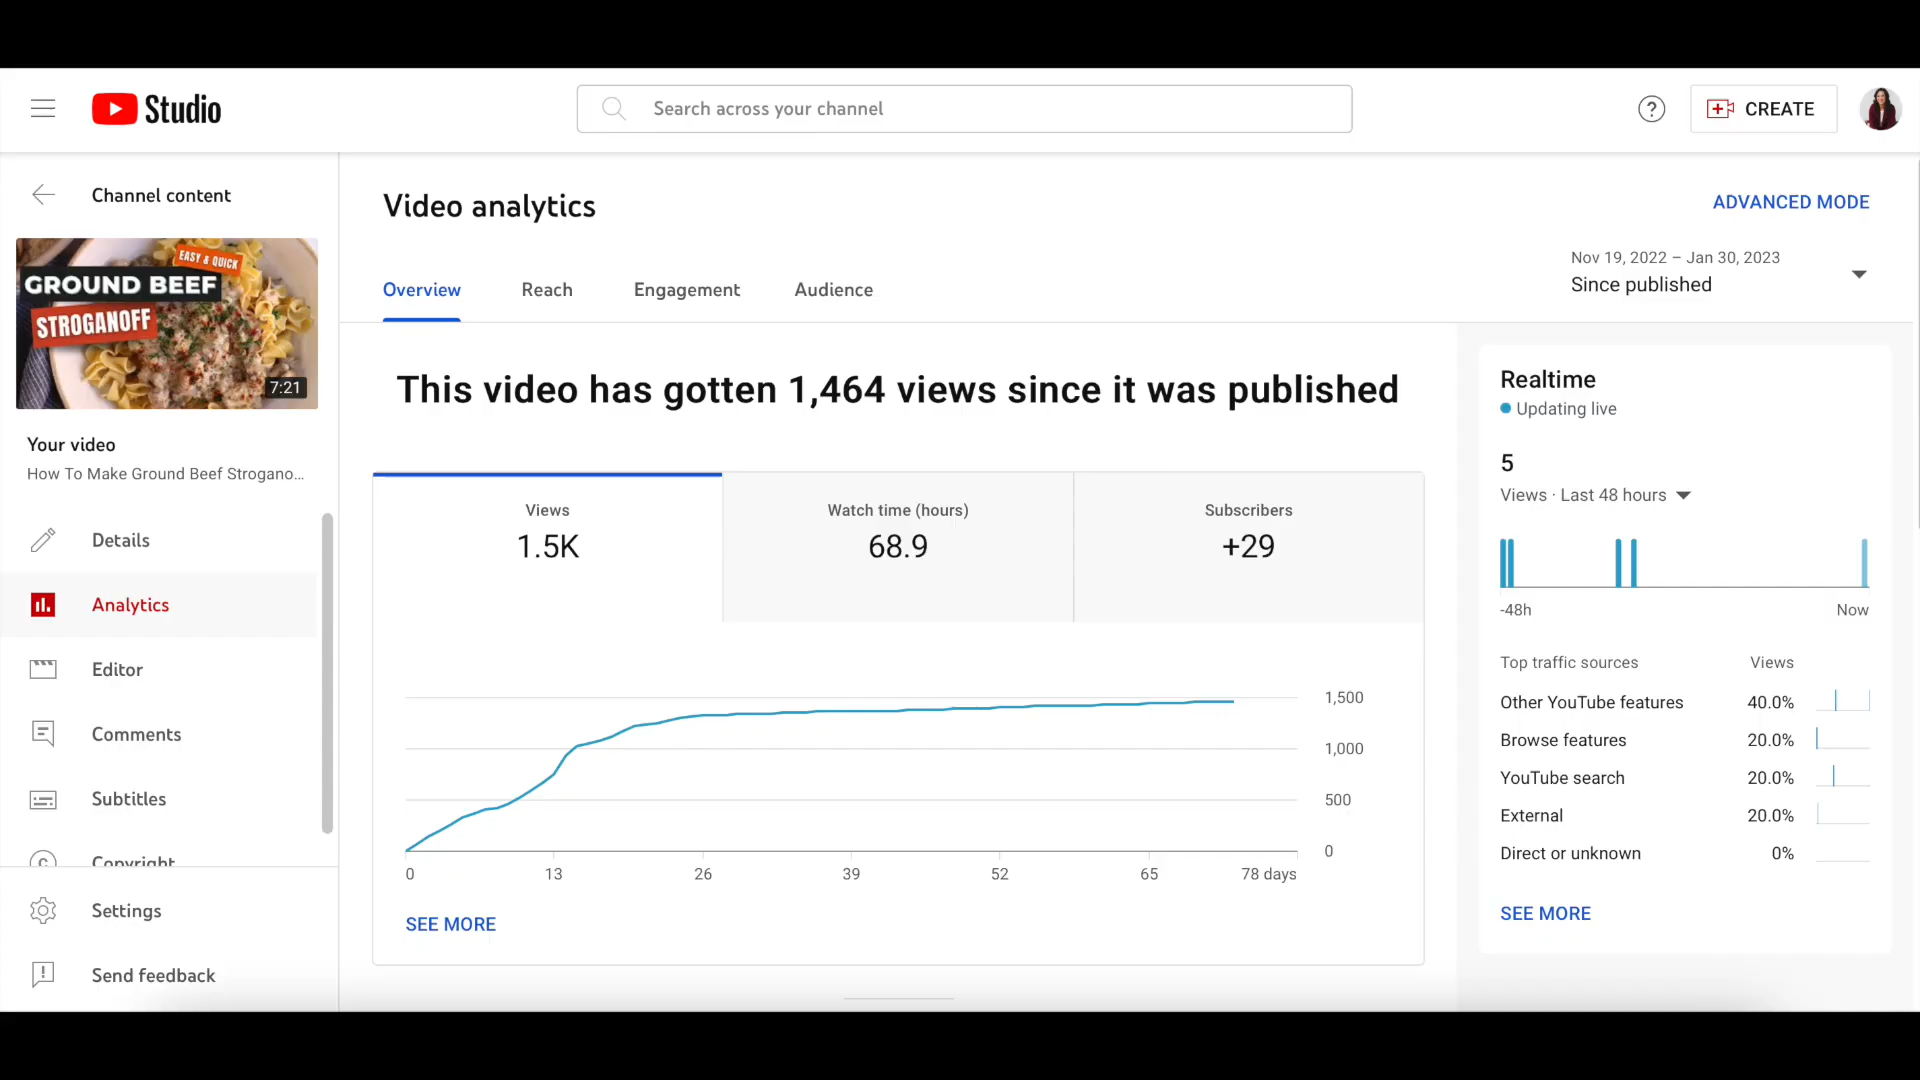 Studio
Search across your channel
CREATE
Channel content
Video analytics
ADVANCED MODE
Nov 19, 2022 – Jan 30, 2023
Since published
Overview
Reach
Engagement
Audience
EASY & QUICK
GROUND BEEF
STROGANOFF
7:21
Your video
How To Make Ground Beef Strogano...
Details
Analytics
Editor
Comments
Subtitles
Copyright
Settings
Send feedback
This video has gotten 1,464 views since it was published
Views
1.5K
Watch time (hours)
68.9
Subscribers
+29
1,500
1,000
500
0
0 13 26 39 52 65 78 days
SEE MORE
Realtime
Updating live
5
Views · Last 48 hours
-48h Now
Top traffic sources Views
Other YouTube features 40.0%
Browse features 20.0%
YouTube search 20.0%
External 20.0%
Direct or unknown 0%
SEE MORE